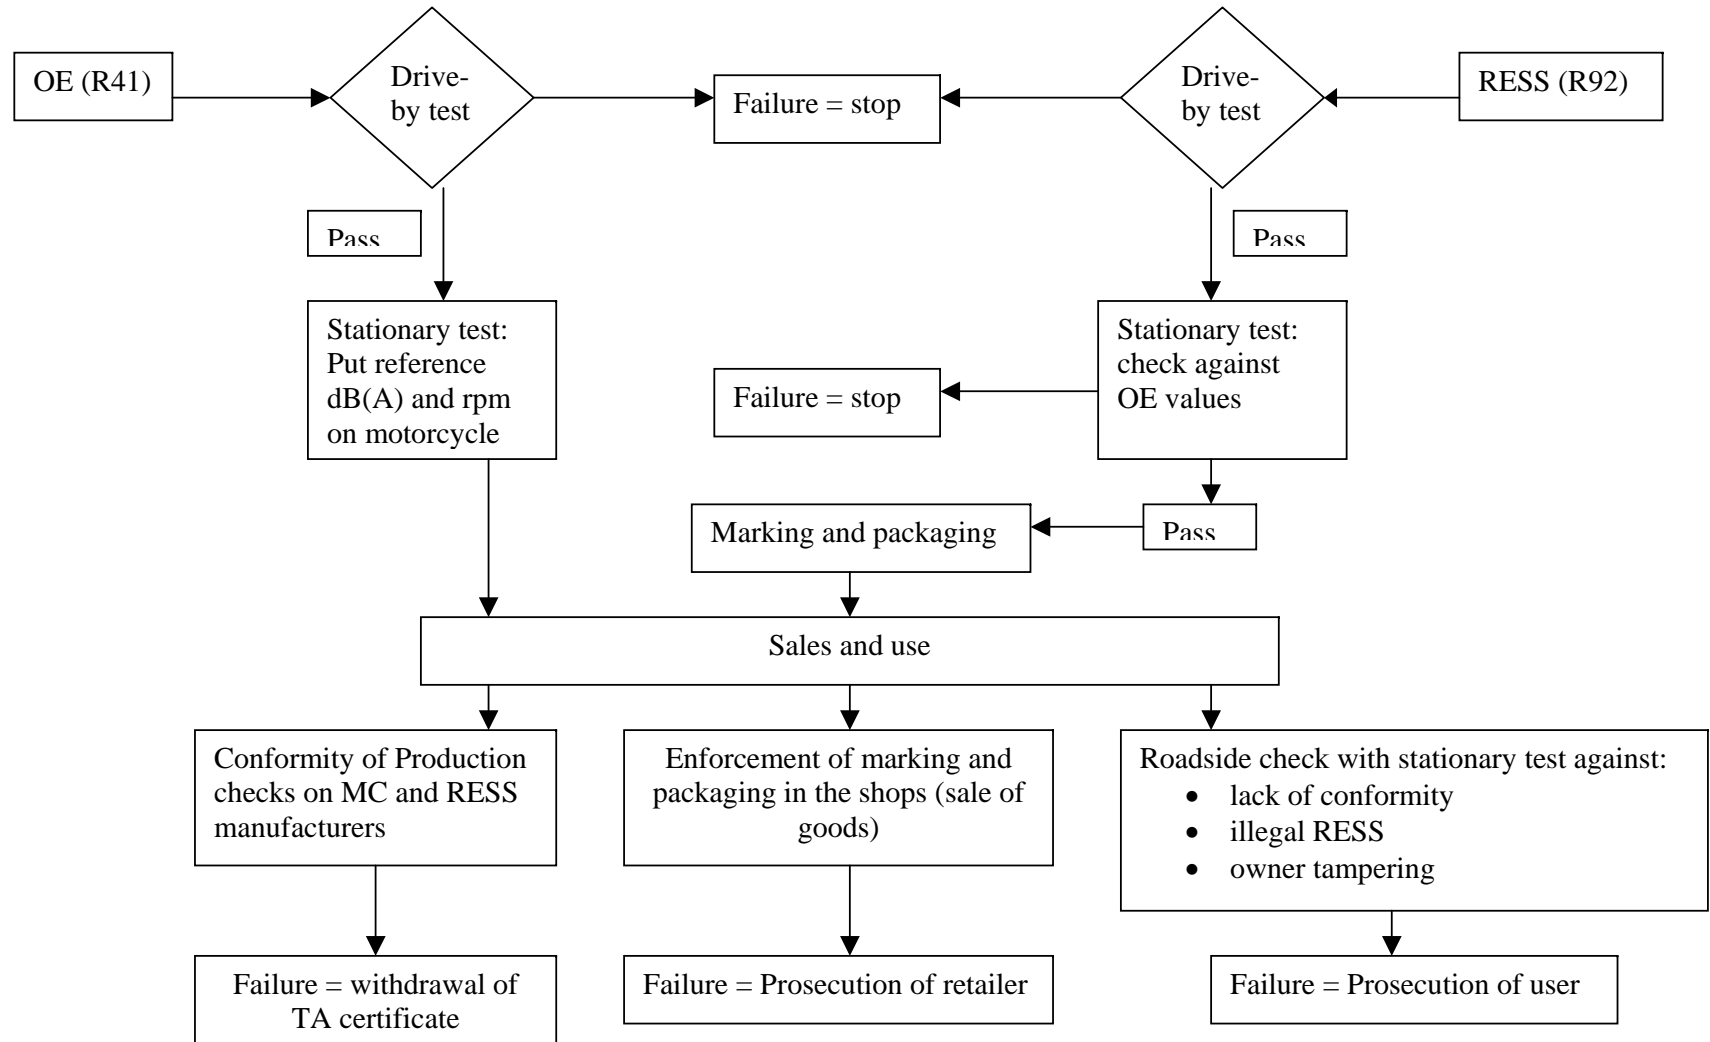 OE (R41)
Drive-
by test
Failure = stop
Drive-
by test
RESS (R92)
Pass
Pass
Stationary test:
Put reference
dB(A) and rpm
on motorcycle
Failure = stop
Stationary test:
check against
OE values
Marking and packaging
Pass
Sales and use
Conformity of Production
checks on MC and RESS
manufacturers
Enforcement of marking and
packaging in the shops (sale of
goods)
Roadside check with stationary test against:
• lack of conformity
• illegal RESS
• owner tampering
Failure = withdrawal of
TA certificate
Failure = Prosecution of retailer
Failure = Prosecution of user